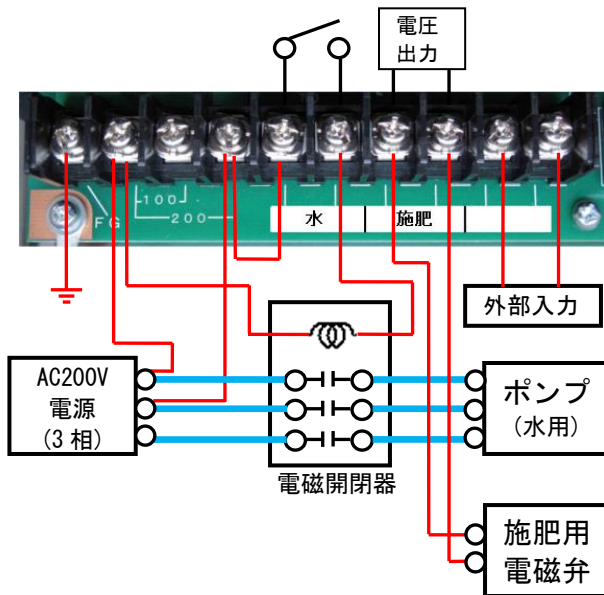 電圧
出力
FG
100
200
水
施肥
外部入力
AC200V
電源
(3相)
ポンプ
(水用)
電磁開閉器
施肥用
電磁弁